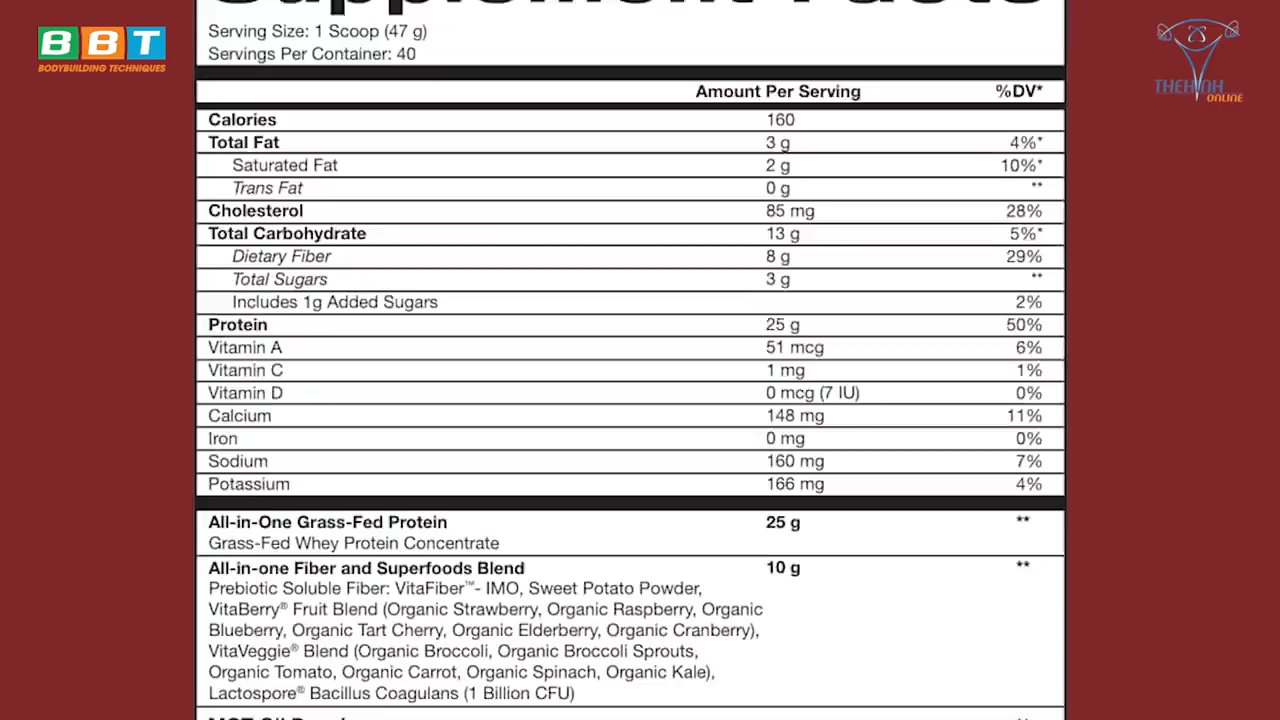 Supplement Facts
Serving Size: 1 Scoop (47 g)
Servings Per Container: 40
BBT
BODYBUILDING TECHNIQUES
THEHINH
ONLINE
Amount Per Serving %DV*
Calories 160
Total Fat 3 g 4%*
Saturated Fat 2 g 10%*
Trans Fat 0 g **
Cholesterol 85 mg 28%
Total Carbohydrate 13 g 5%*
Dietary Fiber 8 g 29%
Total Sugars 3 g **
Includes 1g Added Sugars 2%
Protein 25 g 50%
Vitamin A 51 mcg 6%
Vitamin C 1 mg 1%
Vitamin D 0 mcg (7 IU) 0%
Calcium 148 mg 11%
Iron 0 mg 0%
Sodium 160 mg 7%
Potassium 166 mg 4%
All-in-One Grass-Fed Protein 25 g **
Grass-Fed Whey Protein Concentrate
All-in-one Fiber and Superfoods Blend 10 g **
Prebiotic Soluble Fiber: VitaFiber™- IMO, Sweet Potato Powder,
VitaBerry® Fruit Blend (Organic Strawberry, Organic Raspberry, Organic
Blueberry, Organic Tart Cherry, Organic Elderberry, Organic Cranberry),
VitaVeggie® Blend (Organic Broccoli, Organic Broccoli Sprouts,
Organic Tomato, Organic Carrot, Organic Spinach, Organic Kale),
Lactospore® Bacillus Coagulans (1 Billion CFU)